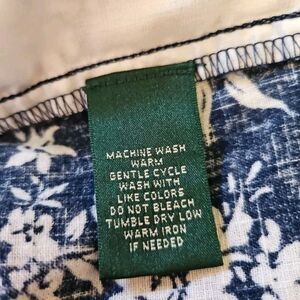 MACHINE WASH
WARM
GENTLE CYCLE
WASH WITH
LIKE COLORS
DO NOT BLEACH
TUMBLE DRY LOW
WARM IRON
IF NEEDED